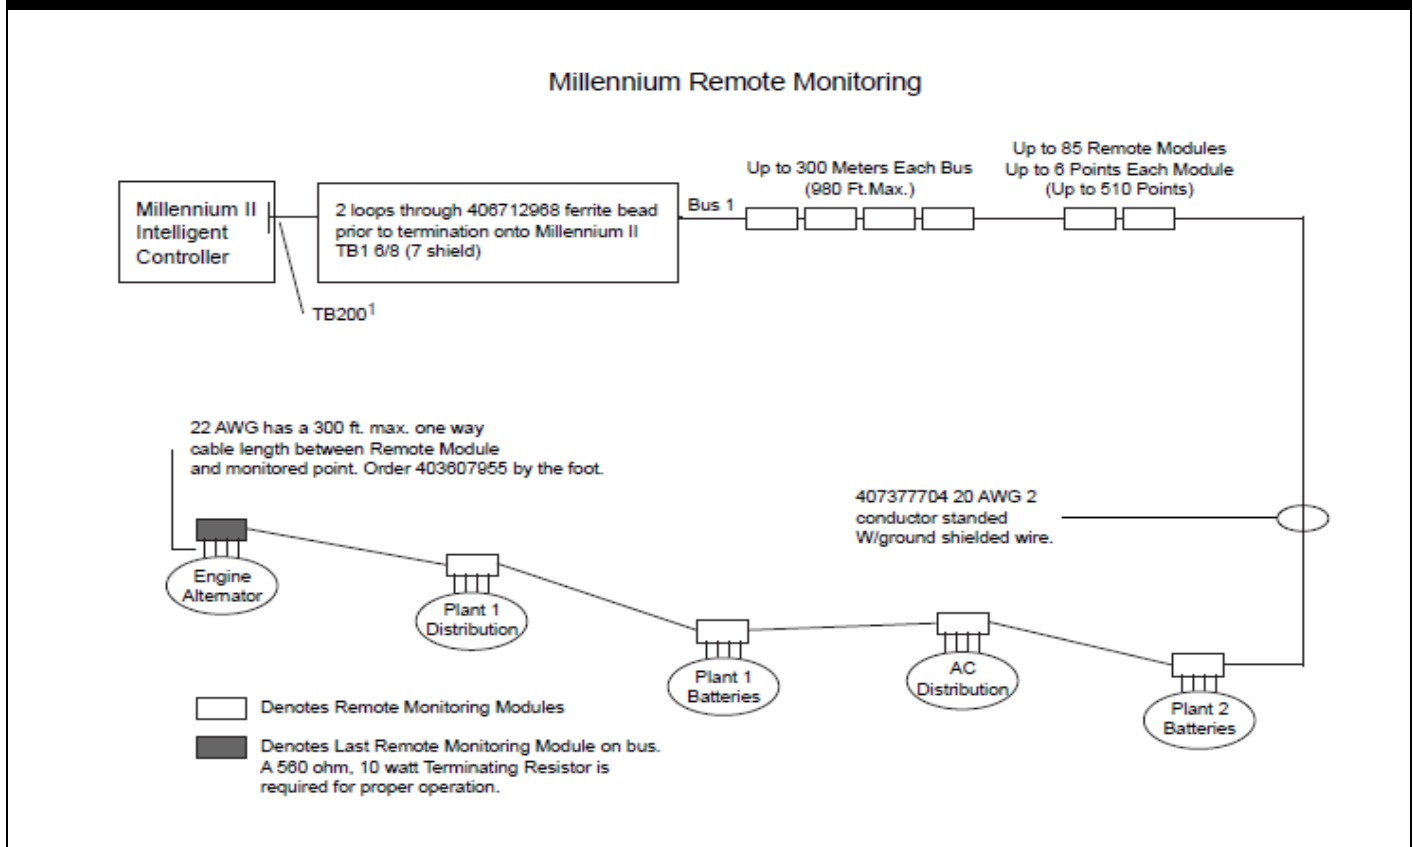 Millennium Remote Monitoring
Up to 300 Meters Each Bus
(980 Ft.Max.)
Up to 85 Remote Modules
Up to 6 Points Each Module
(Up to 510 Points)
Millennium II
Intelligent
Controller
2 loops through 406712968 ferrite bead
prior to termination onto Millennium II
TB1 6/8 (7 shield)
Bus 1
TB200¹
22 AWG has a 300 ft. max. one way
cable length between Remote Module
and monitored point. Order 403607955 by the foot.
407377704 20 AWG 2
conductor standed
W/ground shielded wire.
Engine
Alternator
Plant 1
Distribution
Plant 1
Batteries
AC
Distribution
Plant 2
Batteries
Denotes Remote Monitoring Modules
Denotes Last Remote Monitoring Module on bus.
A 560 ohm, 10 watt Terminating Resistor is
required for proper operation.